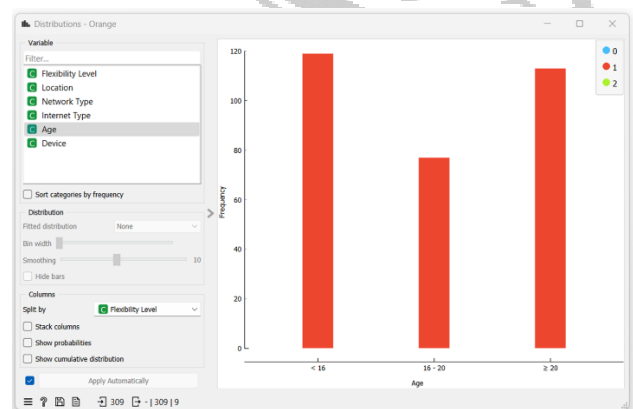 Distributions - Orange
Variable
Filter...
C Flexibility Level
C Location
C Network Type
C Internet Type
C Age
C Device
Sort categories by frequency
Distribution
Fitted distribution None
Bin width
Smoothing 10
Hide bars
Columns
Split by C Flexibility Level
Stack columns
Show probabilities
Show cumulative distribution
Apply Automatically
309 - | 309 | 9
120
100
80
60
40
20
0
Frequency
< 16 16 - 20 ≥ 20
Age
0
1
2